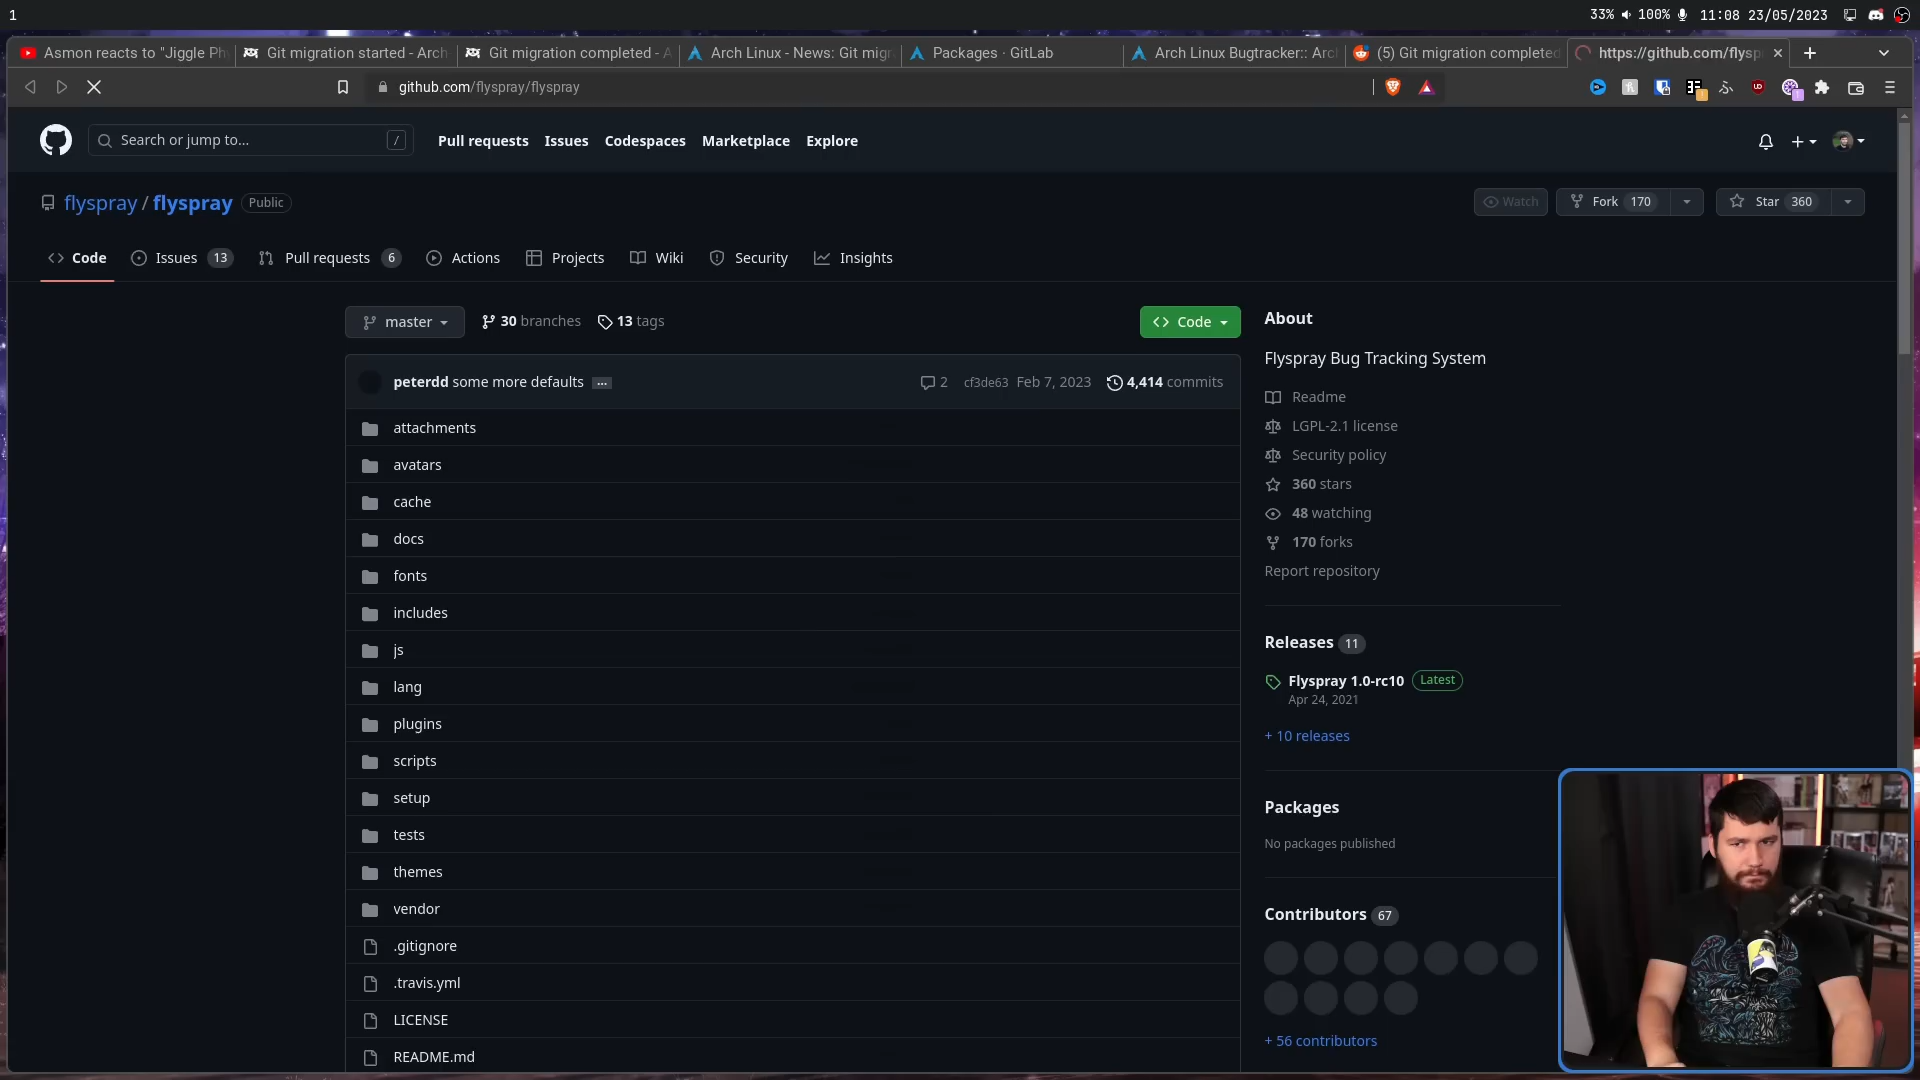 1
33% 100% 11:08 23/05/2023
Asmon reacts to "Jiggle Ph
Git migration started - Arch
Git migration completed - A
Arch Linux - News: Git migr
Packages · GitLab
Arch Linux Bugtracker:: Arc
(5) Git migration completed
https://github.com/flysp
github.com/flyspray/flyspray
Search or jump to... /
Pull requests Issues Codespaces Marketplace Explore
flyspray / flyspray Public
Watch Fork 170 Star 360
Code Issues 13 Pull requests 6 Actions Projects Wiki Security Insights
master 30 branches 13 tags
Code
peterdd some more defaults ... 2 cf3de63 Feb 7, 2023 4,414 commits
attachments
avatars
cache
docs
fonts
includes
js
lang
plugins
scripts
setup
tests
themes
vendor
.gitignore
.travis.yml
LICENSE
README.md
About
Flyspray Bug Tracking System
Readme
LGPL-2.1 license
Security policy
360 stars
48 watching
170 forks
Report repository
Releases 11
Flyspray 1.0-rc10 Latest
Apr 24, 2021
+ 10 releases
Packages
No packages published
Contributors 67
+ 56 contributors